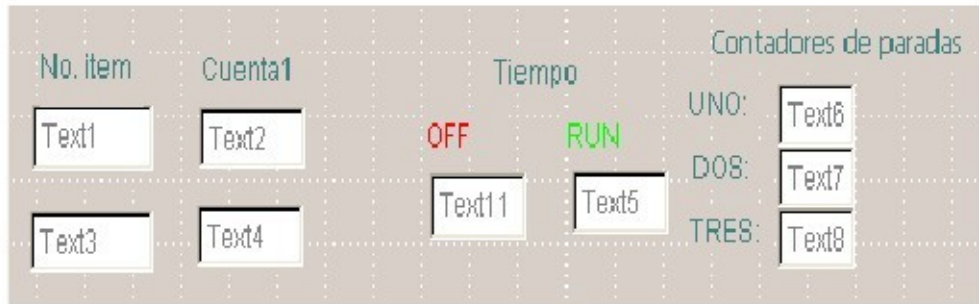 No. item
Cuenta1
Tiempo
Contadores de paradas
Text1
Text2
OFF
RUN
UNO:
Text6
DOS:
Text7
Text11
Text5
Text3
Text4
TRES:
Text8